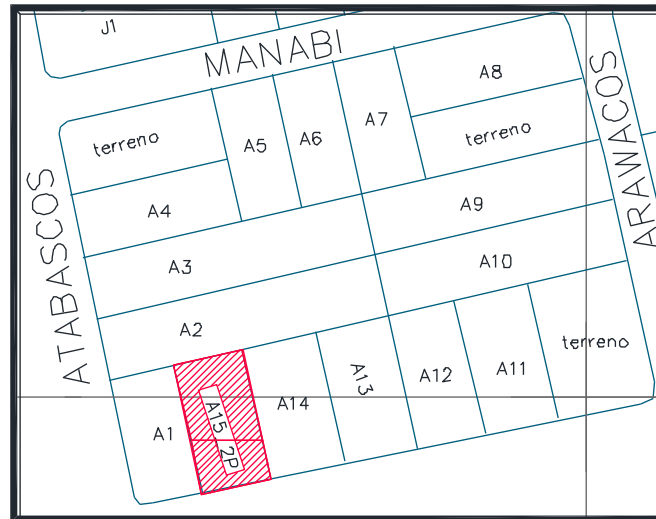 J1
MANABI
A8
ARAWACOS
terreno
A5
A6
A7
terreno
A4
A9
A3
ATABASCOS
A10
A2
terreno
A1
A15 2P
A14
A13
A12
A11